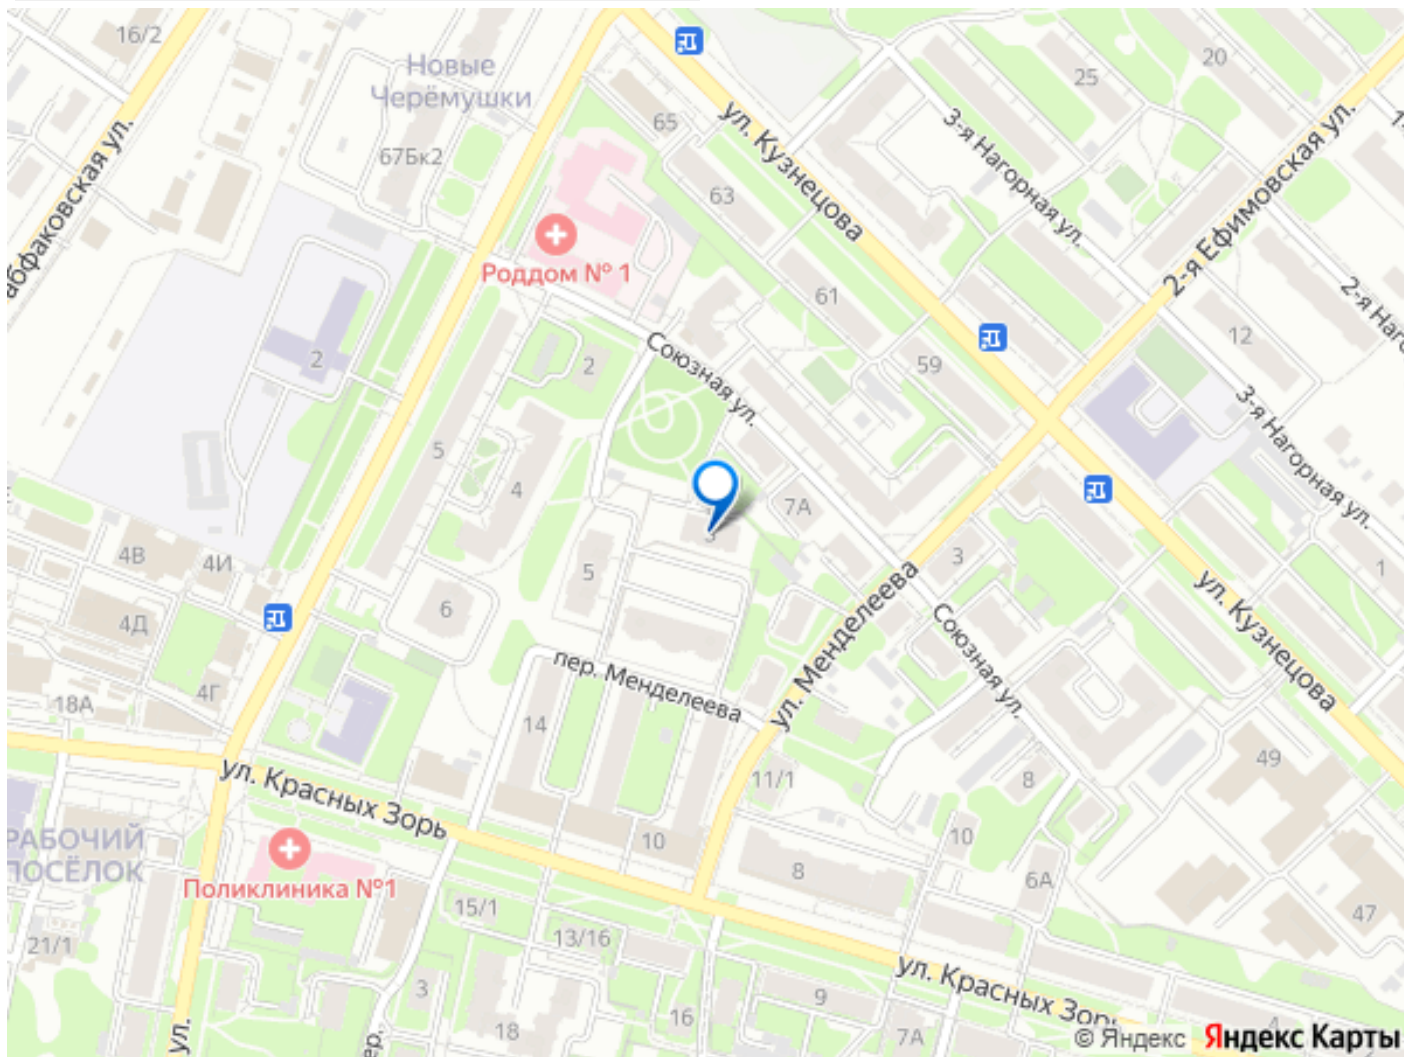 16/2
Новые
Черёмушки
67Бк2
65
63
ул. Кузнецова
25
20
3-я Нагорная ул.
2-я Ефимовская ул.
Роддом № 1
61
59
12
2
2
Союзная ул.
3-я Нагорная ул.
5
4
7А
3
5
3
1
4В
4И
6
4Д
4Г
18А
ул. Менделеева
Союзная ул.
ул. Кузнецова
пер. Менделеева
14
11/1
8
49
ул. Красных Зорь
10
8
10
6А
47
РАБОЧИЙ
ПОСЁЛОК
Поликлиника №1
15/1
13/16
21/1
3
18
16
9
7А
4
ул. Красных Зорь
ул.
© Яндекс Яндекс Карты